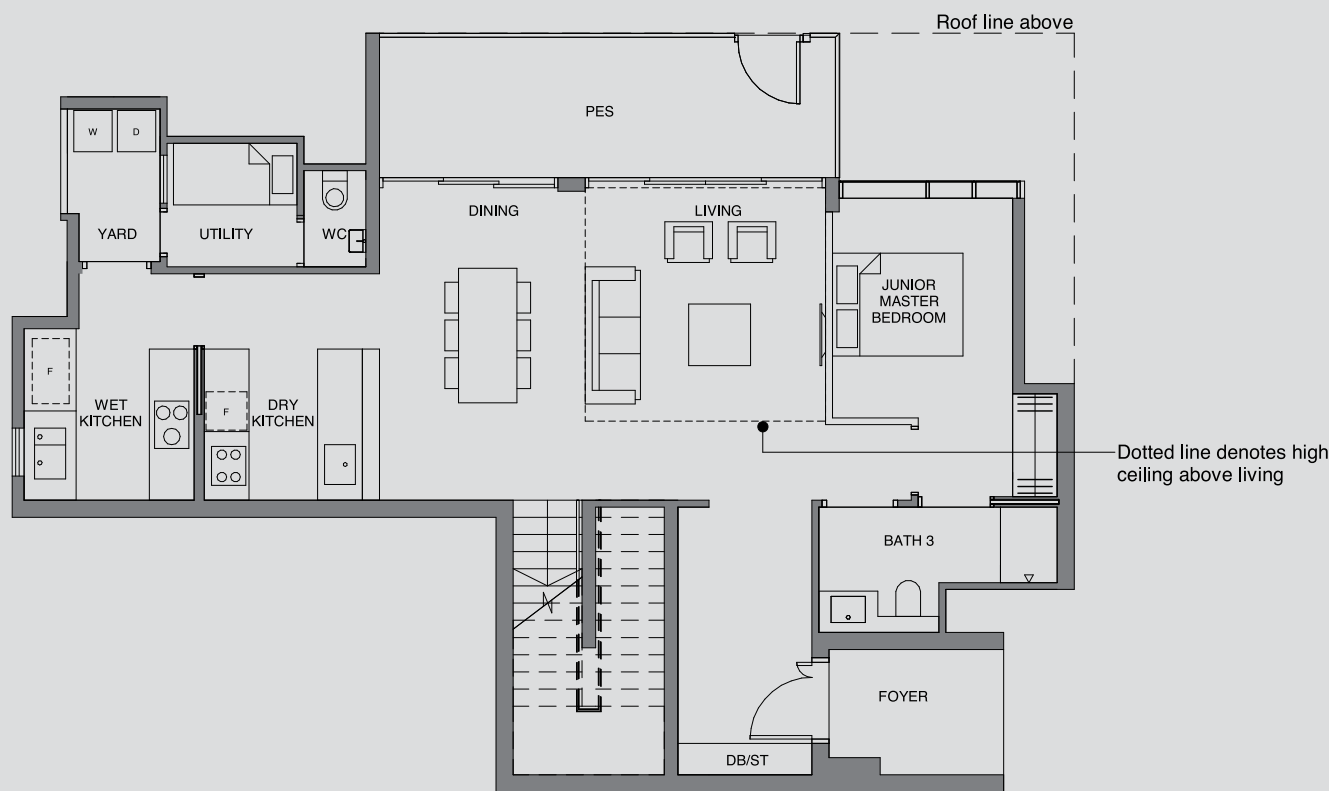 Roof line above
PES
W
D
DINING
LIVING
YARD
UTILITY
WC
JUNIOR
MASTER
BEDROOM
F
WET
KITCHEN
F
DRY
KITCHEN
Dotted line denotes high
ceiling above living
BATH 3
FOYER
DB/ST